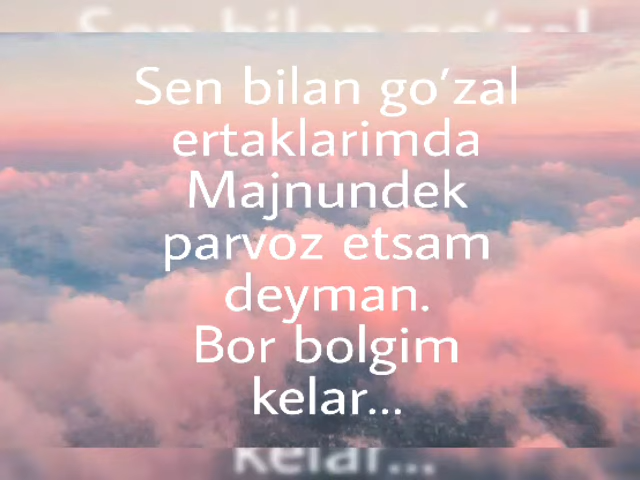 Sen bilan go'zal
ertaklarimda
Majnundek
parvoz etsam
deyman.
Bor bolgim
kelar...